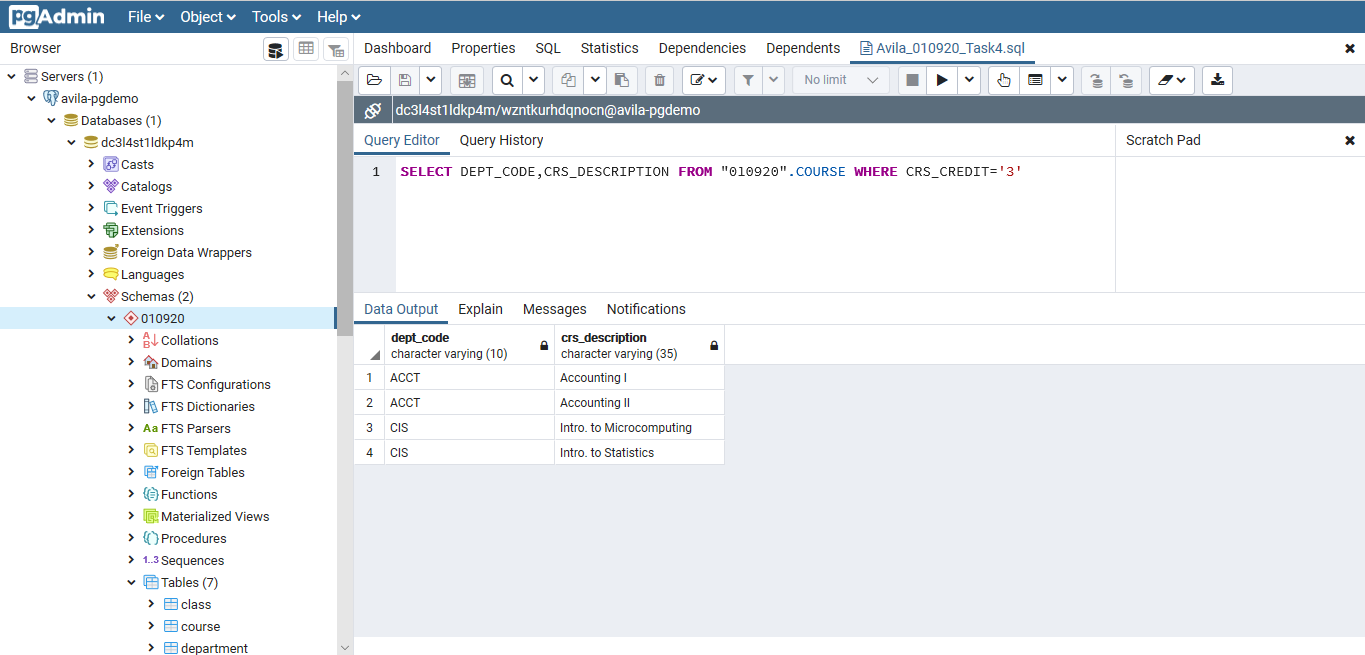 pgAdmin File Object Tools Help
Browser
Dashboard Properties SQL Statistics Dependencies Dependents Avila_010920_Task4.sql
No limit
dc3l4st1ldkp4m/wzntkurhdqnocn@avila-pgdemo
Query Editor Query History
Scratch Pad
1 SELECT DEPT_CODE,CRS_DESCRIPTION FROM "010920".COURSE WHERE CRS_CREDIT='3'
Servers (1)
avila-pgdemo
Databases (1)
dc3l4st1ldkp4m
Casts
Catalogs
Event Triggers
Extensions
Foreign Data Wrappers
Languages
Schemas (2)
010920
Collations
Domains
FTS Configurations
FTS Dictionaries
Aa FTS Parsers
FTS Templates
Foreign Tables
Functions
Materialized Views
Procedures
1..3 Sequences
Tables (7)
class
course
department
Data Output Explain Messages Notifications
dept_code crs_description
character varying (10) character varying (35)
1 ACCT Accounting I
2 ACCT Accounting II
3 CIS Intro. to Microcomputing
4 CIS Intro. to Statistics